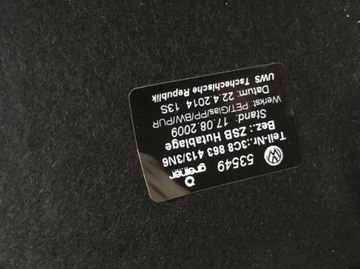 53549
greiner
Teil-Nr.:3C8 863 413/3N6
Bez.: ZSB Hutablage
Stand: 17.08.2009
Werkst PET/Glas/PP/BW/PUR
Datum: 22.4.2014 13S
UWS Tschechische Republik